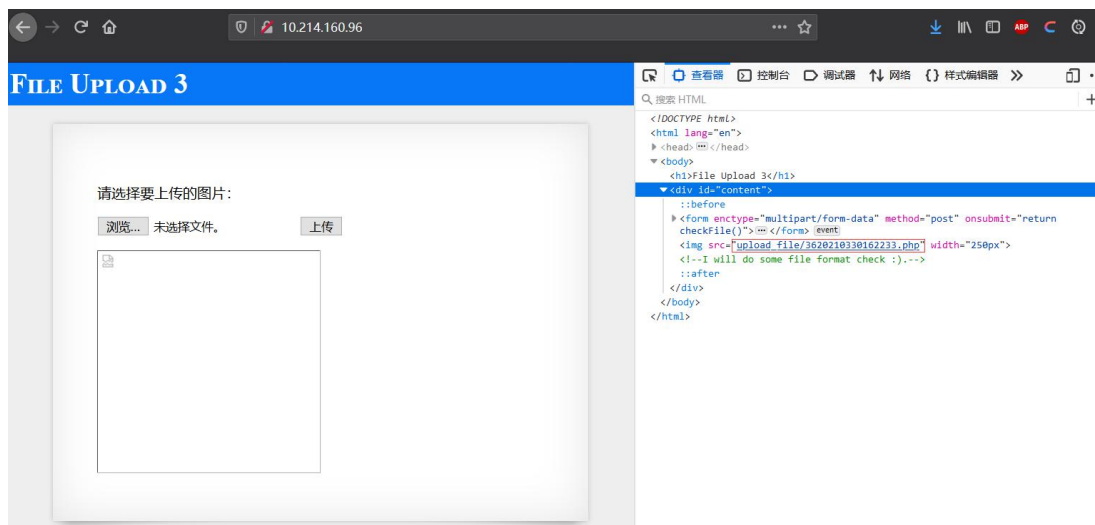 10.214.160.96
ABP
FILE UPLOAD 3
请选择要上传的图片：
浏览... 未选择文件。 上传
查看器 控制台 调试器 网络 {} 样式编辑器
搜索 HTML
<!DOCTYPE html>
<html lang="en">
<head> ... </head>
<body>
<h1>File Upload 3</h1>
<div id="content">
::before
<form enctype="multipart/form-data" method="post" onsubmit="return
checkFile()"> ... </form> event
<img src="upload_file/3620210330162233.php" width="250px">
<!--I will do some file format check :).-->
::after
</div>
</body>
</html>